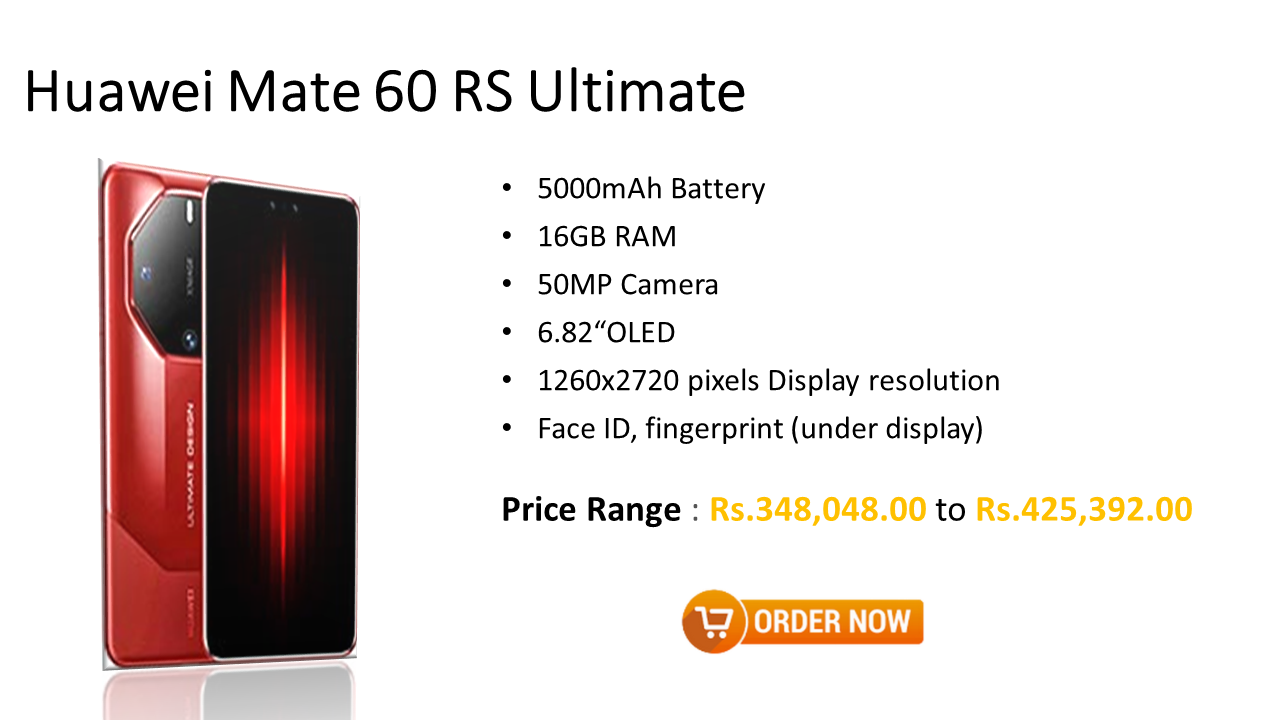 Huawei Mate 60 RS Ultimate
• 5000mAh Battery
• 16GB RAM
• 50MP Camera
• 6.82“OLED
• 1260x2720 pixels Display resolution
• Face ID, fingerprint (under display)
Price Range : Rs.348,048.00 to Rs.425,392.00
ORDER NOW
XMAGE
ULTIMATE DESIGN
HUAWEI